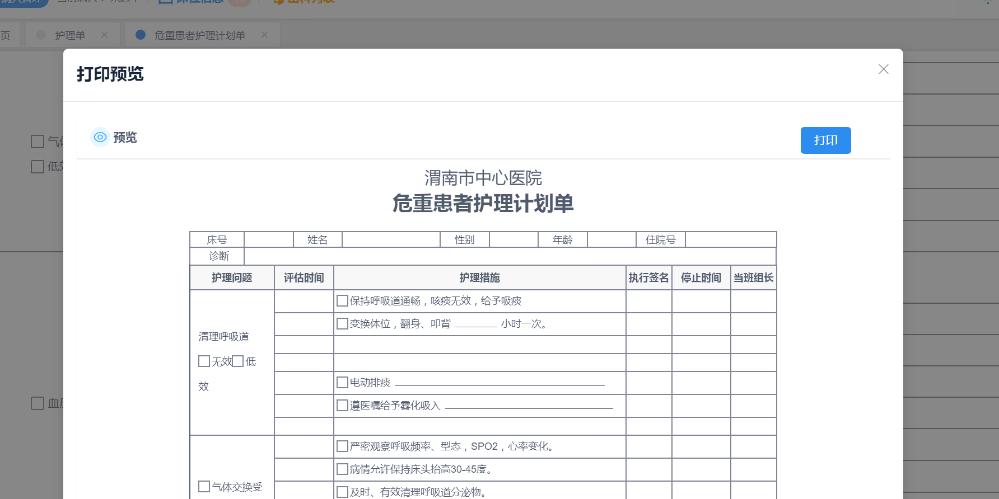 病人管理
床位信息
页
护理单
危重患者护理计划单
打印预览
预览
打印
渭南市中心医院
危重患者护理计划单
床号 姓名 性别 年龄 住院号
诊断
护理问题 评估时间 护理措施 执行签名 停止时间 当班组长
保持呼吸道通畅，咳痰无效，给予吸痰
变换体位，翻身、叩背 小时一次。
清理呼吸道
无效 低
效
电动排痰
遵医嘱给予雾化吸入
严密观察呼吸频率、型态，SPO2，心率变化。
病情允许保持床头抬高30-45度。
气体交换受
及时、有效清理呼吸道分泌物。
气
低
血